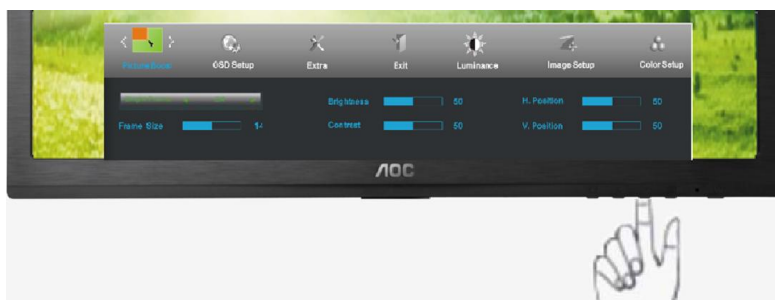 Picture Boost
OSD Setup
Extra
Exit
Luminance
Image Setup
Color Setup
Brightness 50
H. Position 50
Frame Size 14
Contrast 50
V. Position 50
AOC